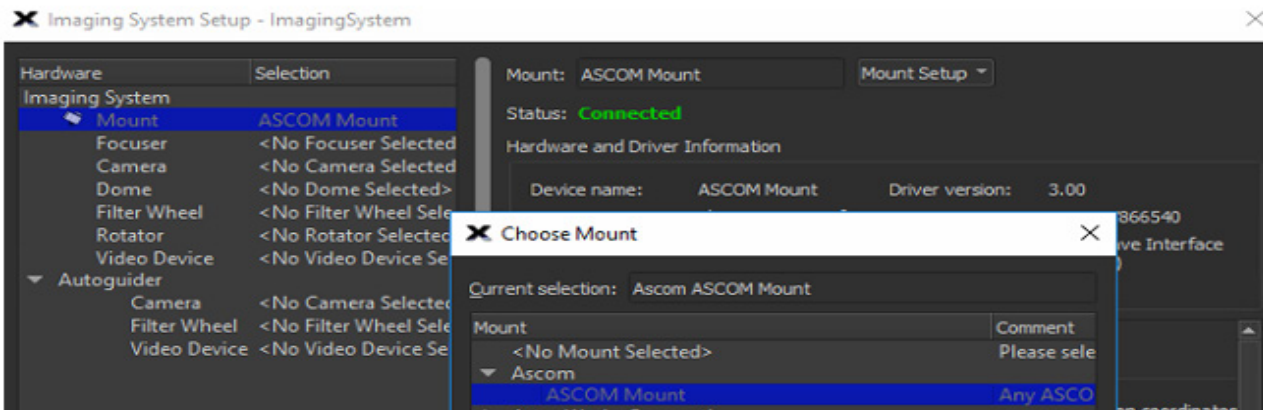 Imaging System Setup - ImagingSystem
Hardware Selection
Imaging System
Mount ASCOM Mount
Focuser <No Focuser Selected
Camera <No Camera Selected
Dome <No Dome Selected>
Filter Wheel <No Filter Wheel Sele
Rotator <No Rotator Selected
Video Device <No Video Device Se
Autoguider
Camera <No Camera Selected
Filter Wheel <No Filter Wheel Sele
Video Device <No Video Device Se
Mount: ASCOM Mount Mount Setup
Status: Connected
Hardware and Driver Information
Device name: ASCOM Mount Driver version: 3.00
866540
ve Interface
Choose Mount
Current selection: Ascom ASCOM Mount
Mount Comment
<No Mount Selected> Please sele
Ascom
ASCOM Mount Any ASCO